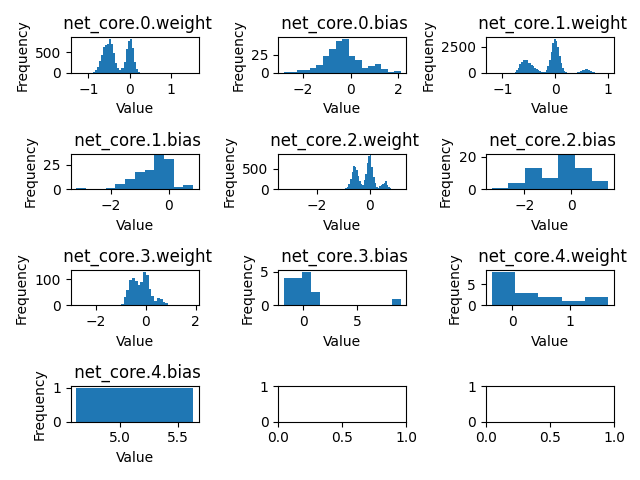 net_core.0.weight
Frequency
500
0
−1
0
1
Value
net_core.0.bias
Frequency
25
0
−2
0
2
Value
net_core.1.weight
Frequency
2500
0
−1
0
1
Value
net_core.1.bias
Frequency
25
0
−2
0
Value
net_core.2.weight
Frequency
500
0
−2
0
Value
net_core.2.bias
Frequency
20
0
−2
0
Value
net_core.3.weight
Frequency
100
0
−2
0
2
Value
net_core.3.bias
Frequency
5
0
0
5
Value
net_core.4.weight
Frequency
5
0
0
1
Value
net_core.4.bias
Frequency
1
0
5.0
5.5
Value
1
0
0.0
0.5
1.0
1
0
0.0
0.5
1.0